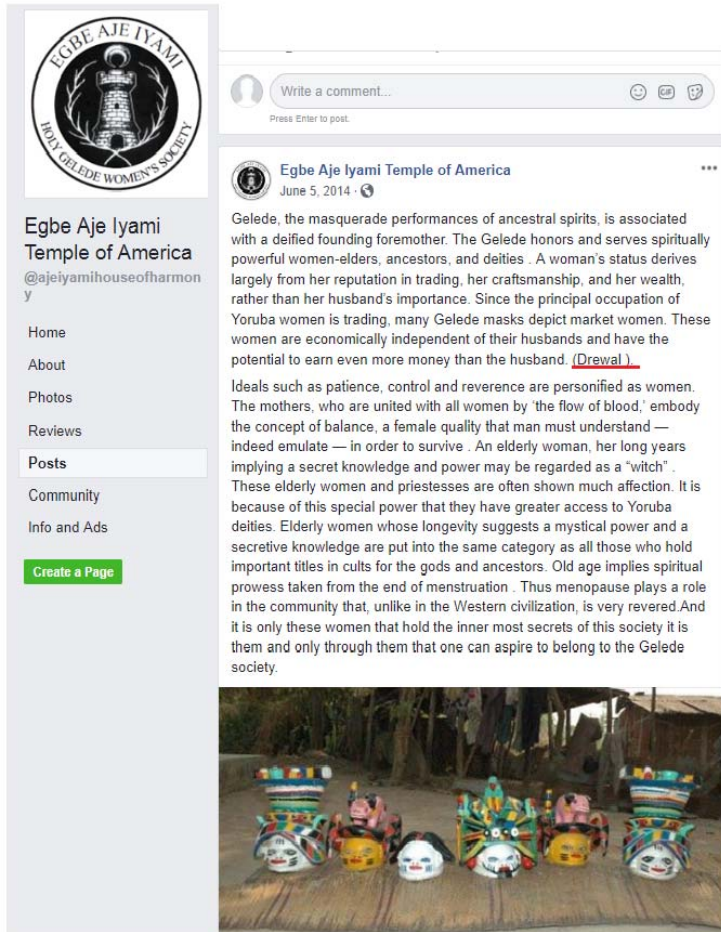 EGBE AJE IYAMI
HOLY GELEDE WOMEN'S SOCIETY
Egbe Aje Iyami
Temple of America
@ajeiyamihouseofharmon
y
Home
About
Photos
Reviews
Posts
Community
Info and Ads
Create a Page
Write a comment...
GIF
Press Enter to post.
Egbe Aje Iyami Temple of America
June 5, 2014 ·
Gelede, the masquerade performances of ancestral spirits, is associated
with a deified founding foremother. The Gelede honors and serves spiritually
powerful women-elders, ancestors, and deities . A woman's status derives
largely from her reputation in trading, her craftsmanship, and her wealth,
rather than her husband's importance. Since the principal occupation of
Yoruba women is trading, many Gelede masks depict market women. These
women are economically independent of their husbands and have the
potential to earn even more money than the husband. (Drewal ).
Ideals such as patience, control and reverence are personified as women.
The mothers, who are united with all women by 'the flow of blood,' embody
the concept of balance, a female quality that man must understand —
indeed emulate — in order to survive . An elderly woman, her long years
implying a secret knowledge and power may be regarded as a "witch" .
These elderly women and priestesses are often shown much affection. It is
because of this special power that they have greater access to Yoruba
deities. Elderly women whose longevity suggests a mystical power and a
secretive knowledge are put into the same category as all those who hold
important titles in cults for the gods and ancestors. Old age implies spiritual
prowess taken from the end of menstruation . Thus menopause plays a role
in the community that, unlike in the Western civilization, is very revered.And
it is only these women that hold the inner most secrets of this society it is
them and only through them that one can aspire to belong to the Gelede
society.